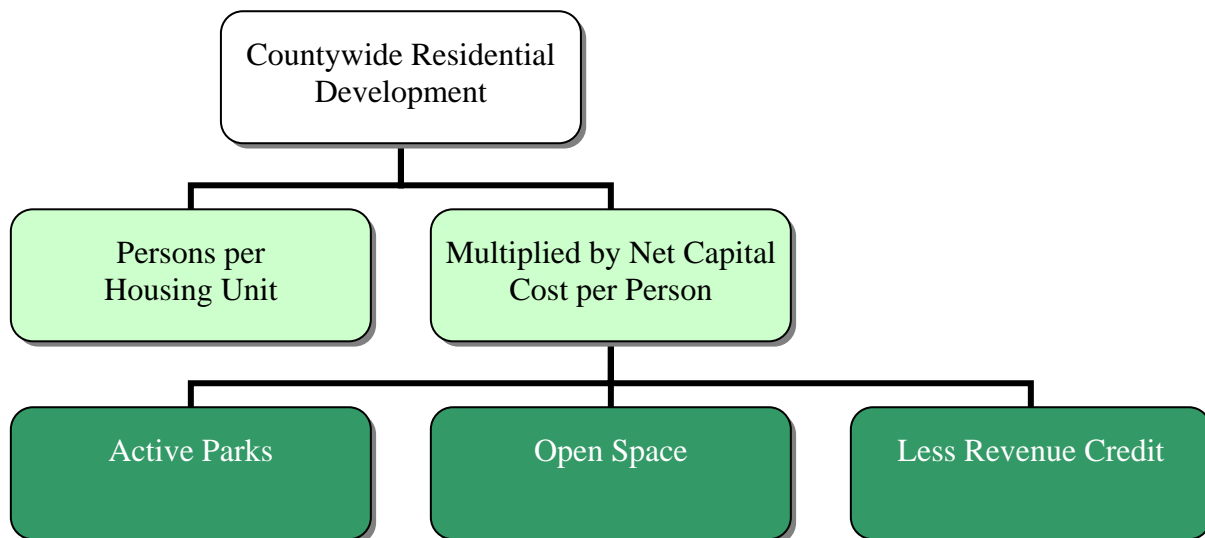 Countywide Residential
Development
Persons per
Housing Unit
Multiplied by Net Capital
Cost per Person
Active Parks
Open Space
Less Revenue Credit